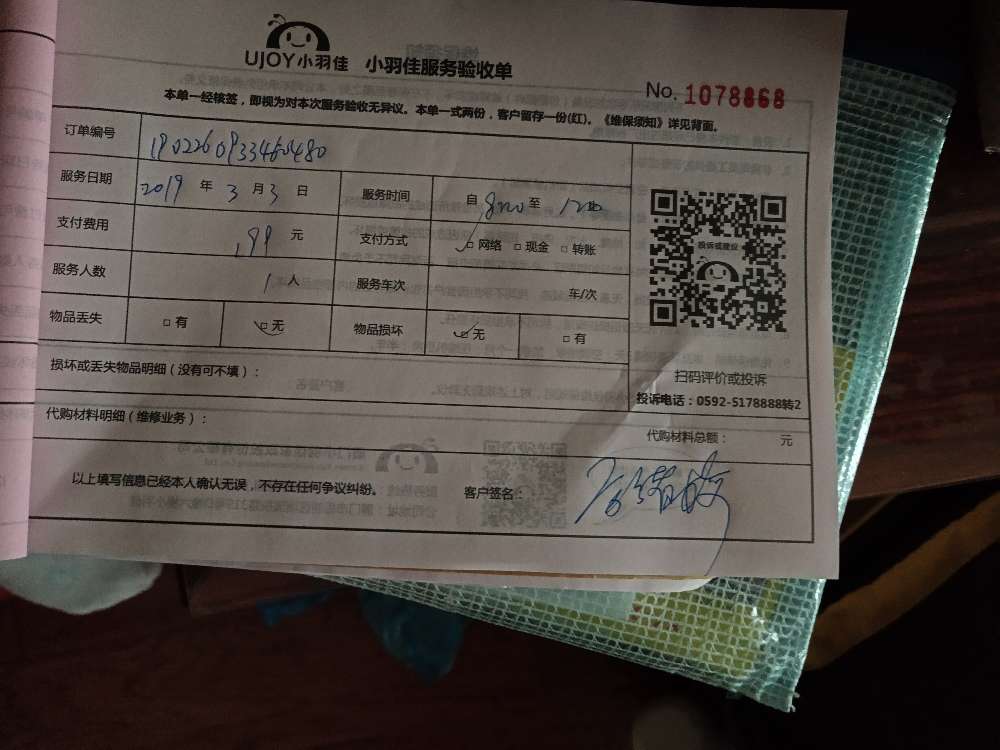 UJOY小羽佳 小羽佳服务验收单
No. 1078868
本单一经核签，即视为对本次服务验收无异议。本单一式两份，客户留存一份(红)。《维保须知》详见背面。
订单编号
服务日期 2019 年 3 月 3 日 服务时间 自 至
支付费用 199 元 支付方式 □ 网络 □ 现金 □ 转账
投诉或建议
服务人数 1 人 服务车次 车/次
物品丢失 □ 有 □ 无 物品损坏 □ 无 □ 有
损坏或丢失物品明细（没有可不填）：
扫码评价或投诉
投诉电话：0592-5178888转2
代购材料明细（维修业务）：
代购材料总额： 元
以上填写信息已经本人确认无误，不存在任何争议纠纷。 客户签名：